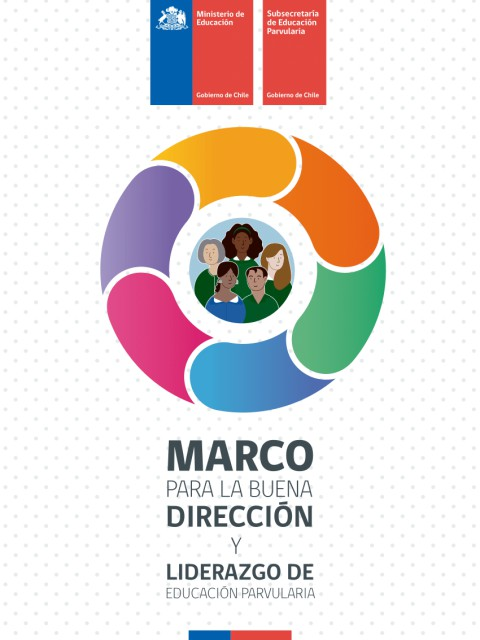 Ministerio de
Educación
Gobierno de Chile
Subsecretaría
de Educación
Parvularia
Gobierno de Chile
MARCO
PARA LA BUENA
DIRECCIÓN
Y
LIDERAZGO DE
EDUCACIÓN PARVULARIA